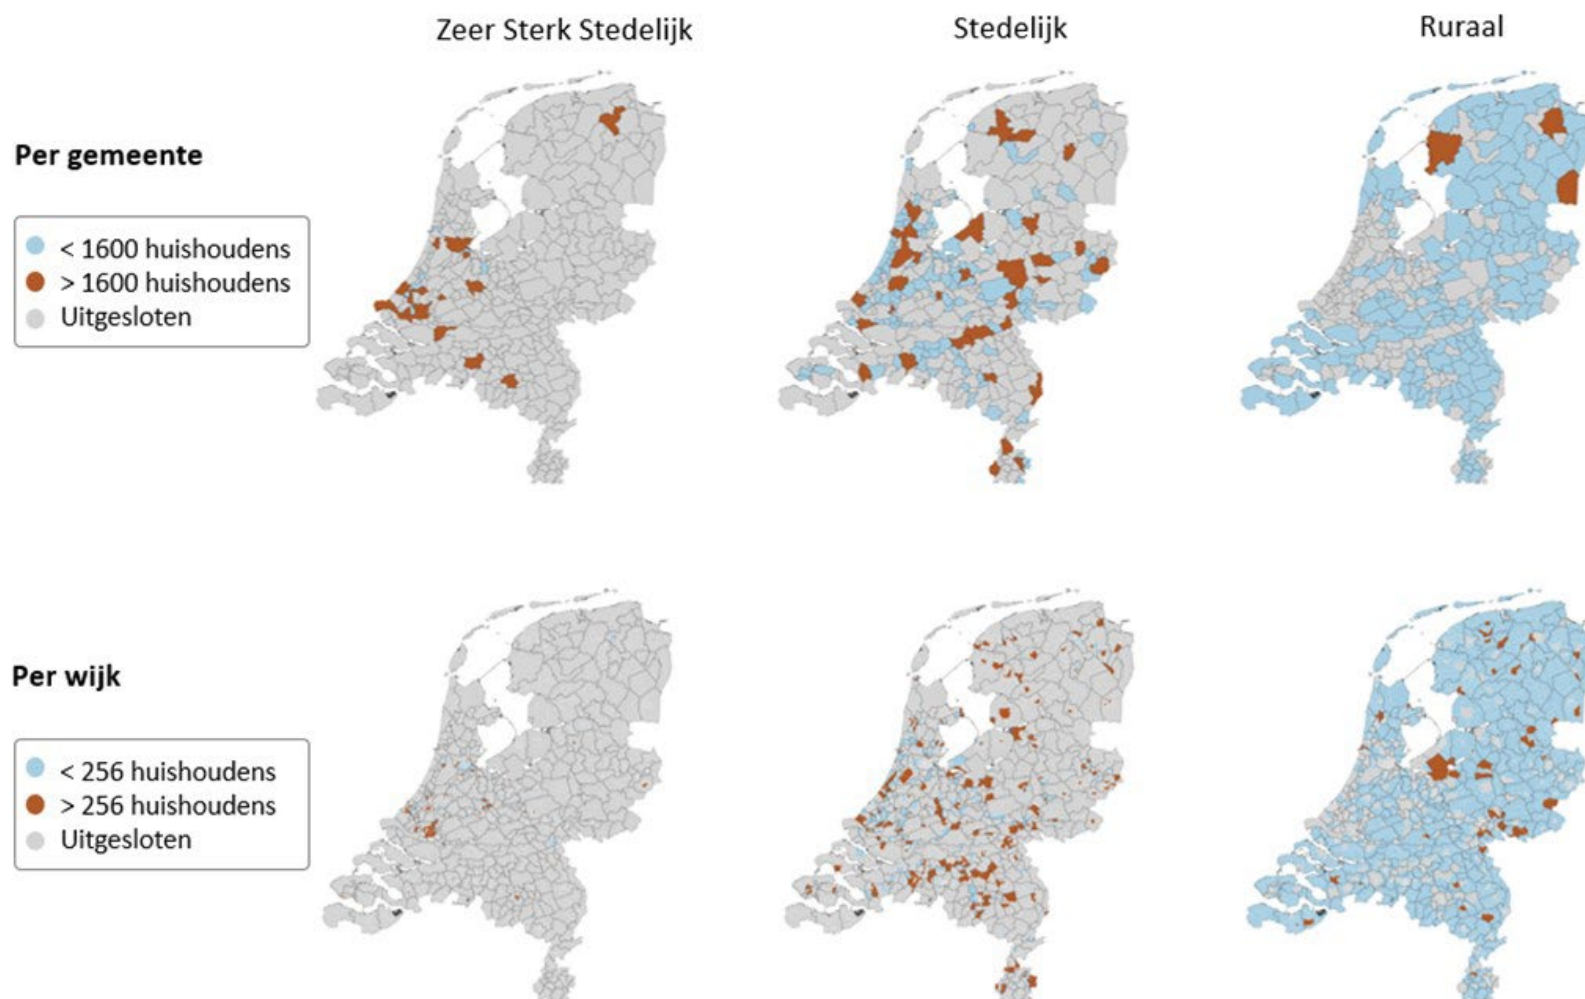 Zeer Sterk Stedelijk
Stedelijk
Ruraal
Per gemeente
< 1600 huishoudens
> 1600 huishoudens
Uitgesloten
Per wijk
< 256 huishoudens
> 256 huishoudens
Uitgesloten